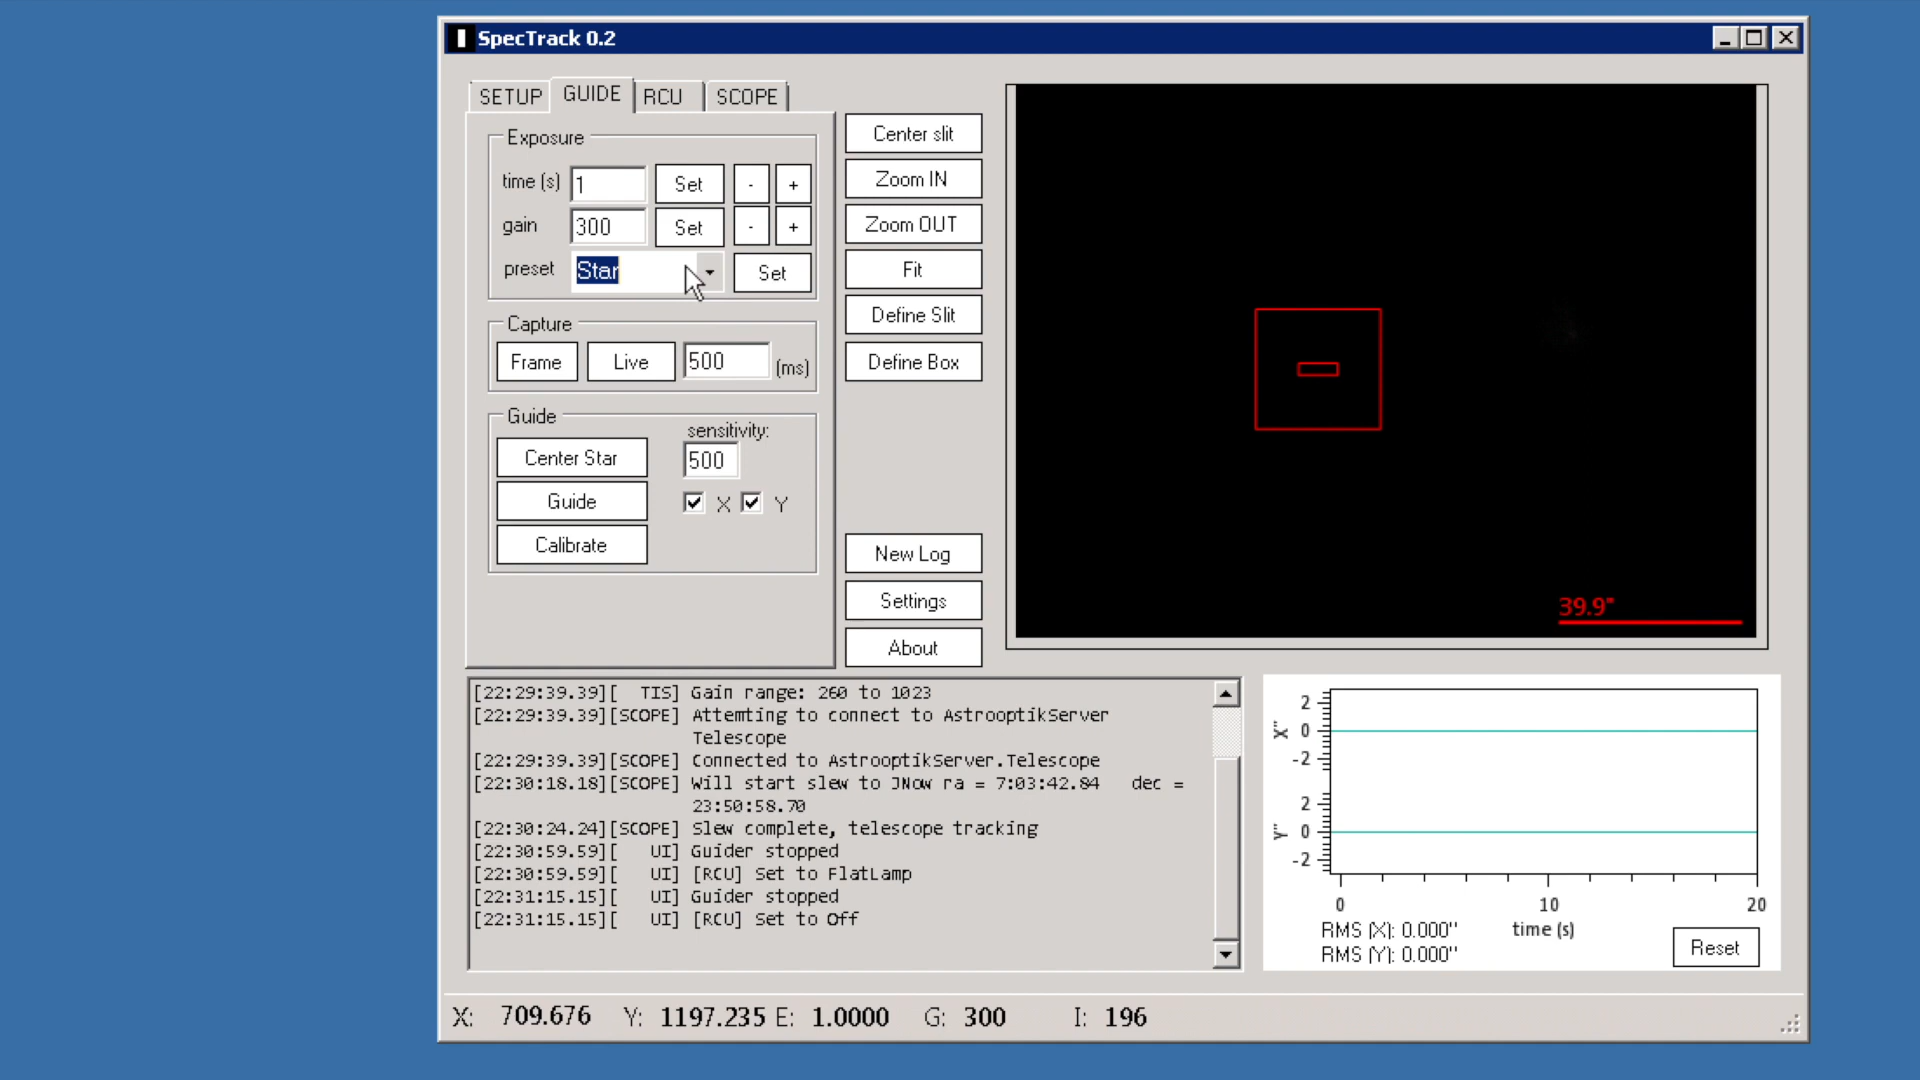 SpecTrack 0.2
SETUP GUIDE RCU SCOPE
Exposure
time (s) 1 Set - +
gain 300 Set - +
preset Star Set
Capture
Frame Live 500 (ms)
Guide
sensitivity:
Center Star 500
Guide X Y
Calibrate
Center slit
Zoom IN
Zoom OUT
Fit
Define Slit
Define Box
New Log
Settings
About
39.9"
[22:29:39.39][ TIS] Gain range: 260 to 1023
[22:29:39.39][SCOPE] Attemting to connect to AstrooptikServer
Telescope
[22:29:39.39][SCOPE] Connected to AstrooptikServer.Telescope
[22:30:18.18][SCOPE] Will start slew to JNow ra = 7:03:42.84 dec =
23:50:58.70
[22:30:24.24][SCOPE] Slew complete, telescope tracking
[22:30:59.59][ UI] Guider stopped
[22:30:59.59][ UI] [RCU] Set to FlatLamp
[22:31:15.15][ UI] Guider stopped
[22:31:15.15][ UI] [RCU] Set to Off
X" 2 0 -2
Y" 2 0 -2
0 10 20
time (s)
RMS (X): 0.000"
RMS (Y): 0.000"
Reset
X: 709.676 Y: 1197.235 E: 1.0000 G: 300 I: 196